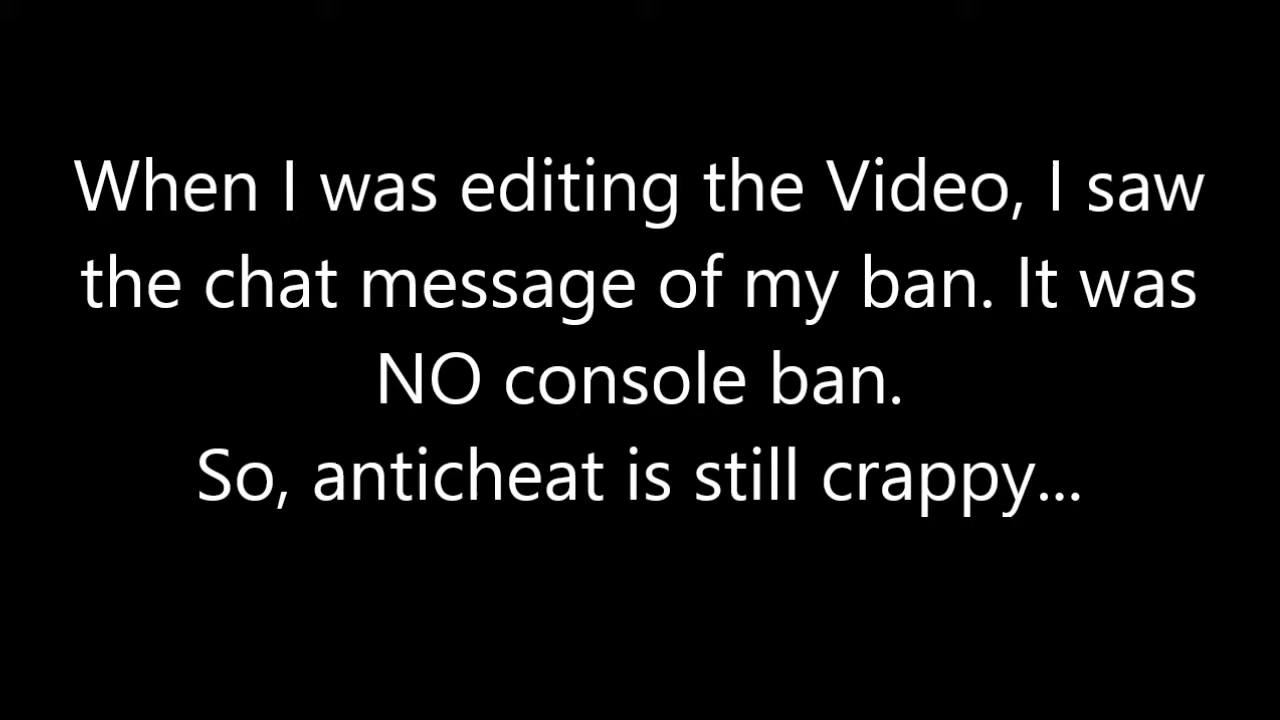 When I was editing the Video, I saw
the chat message of my ban. It was
NO console ban.
So, anticheat is still crappy...